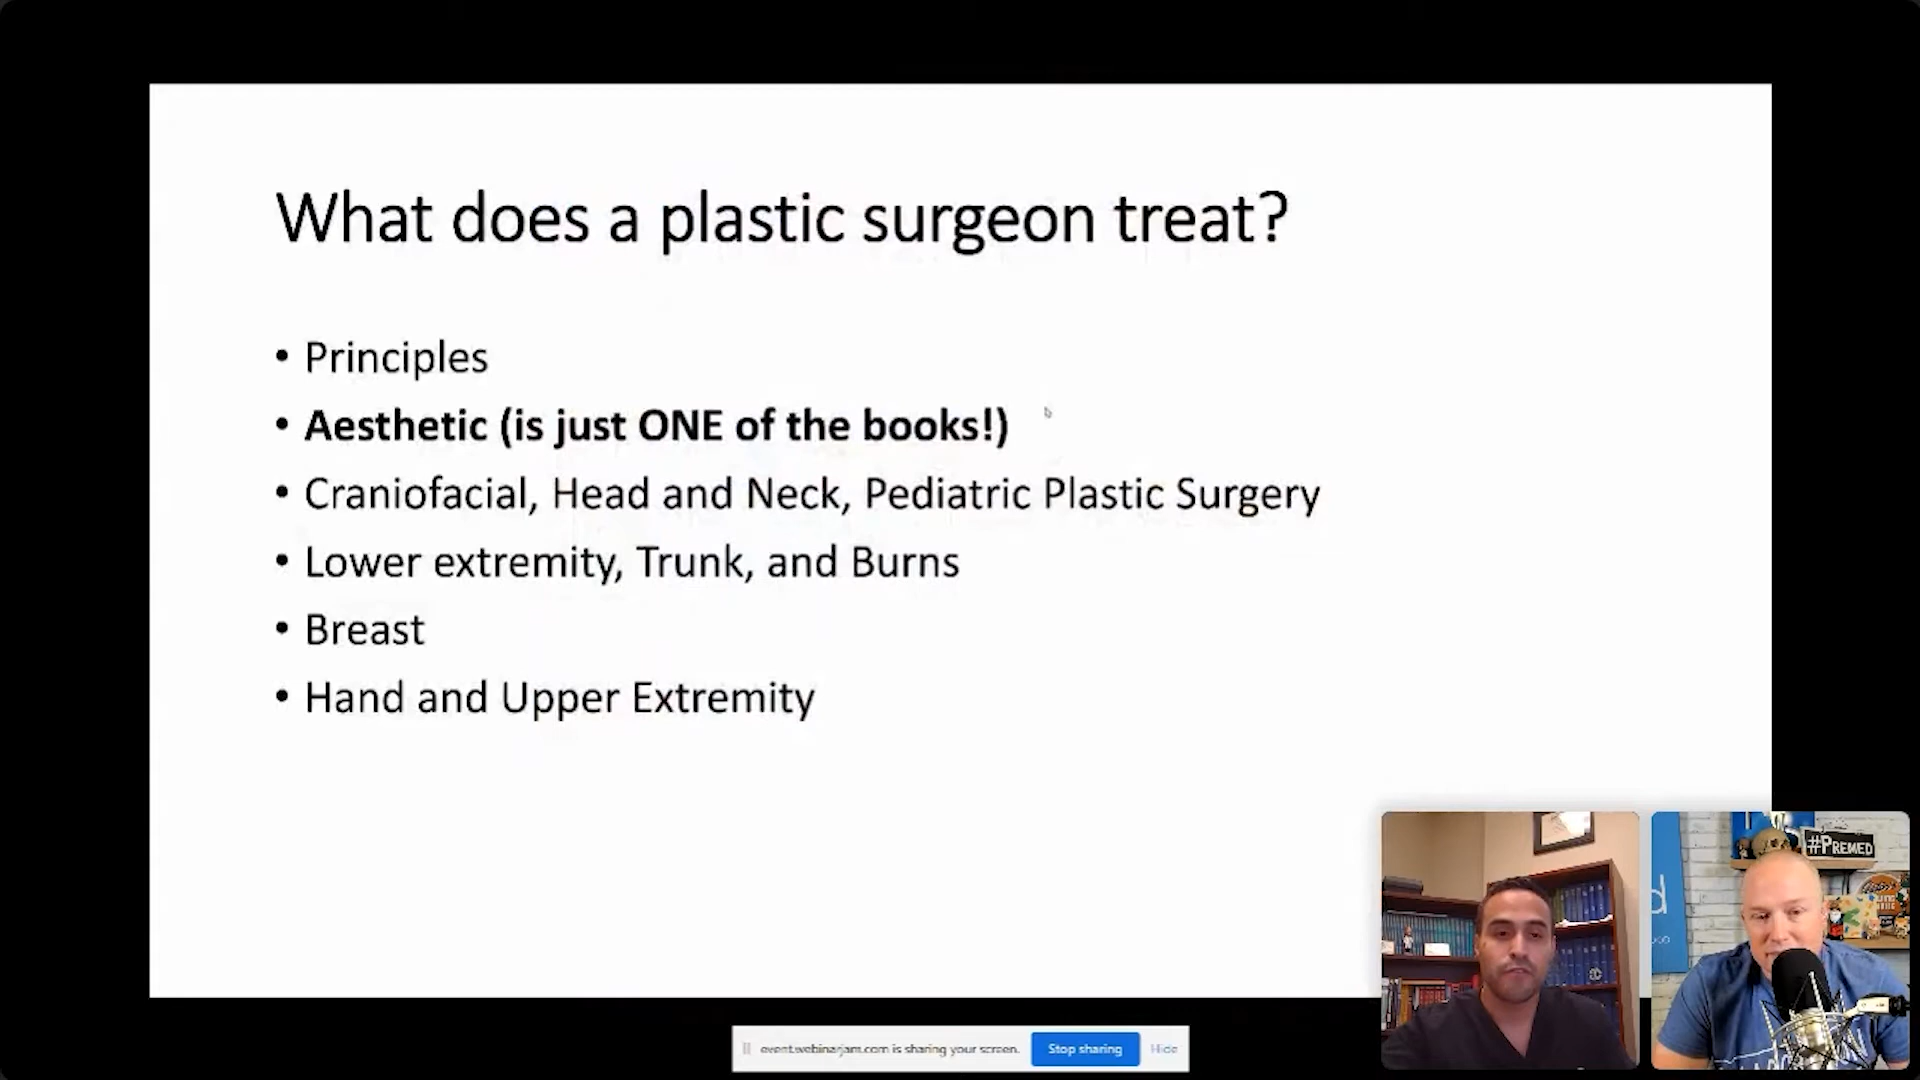 What does a plastic surgeon treat?
• Principles
• Aesthetic (is just ONE of the books!)
• Craniofacial, Head and Neck, Pediatric Plastic Surgery
• Lower extremity, Trunk, and Burns
• Breast
• Hand and Upper Extremity
#PREMED
d
event.webinarjam.com is sharing your screen.
Stop sharing
Hide